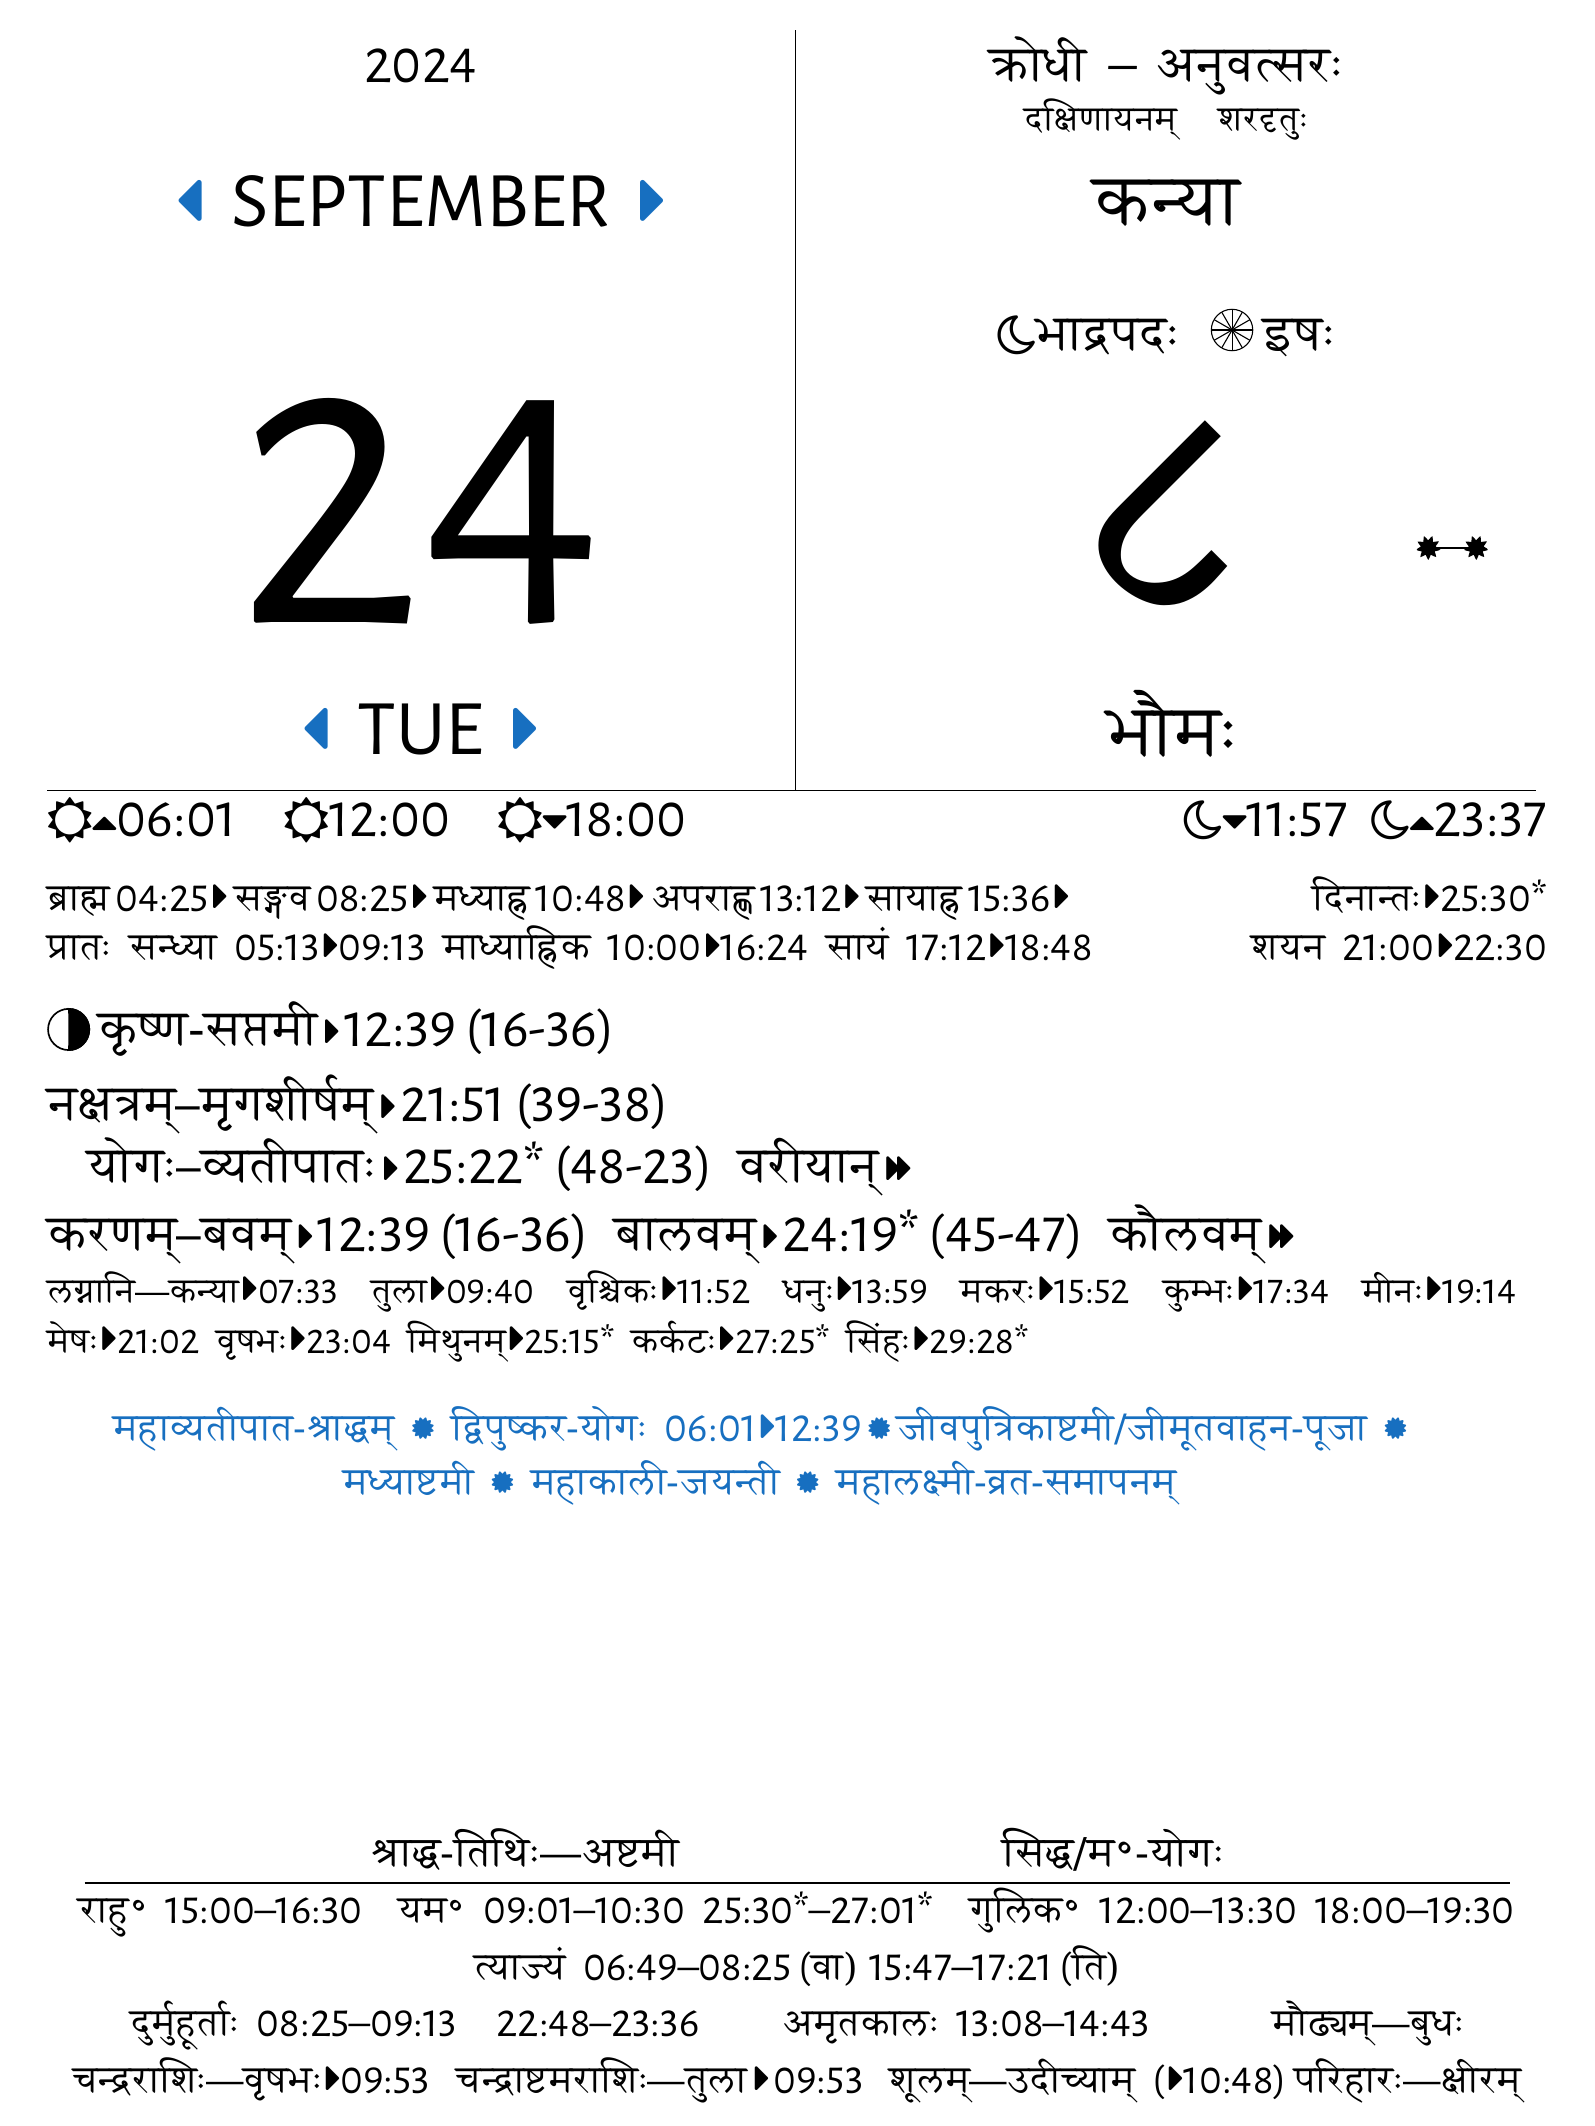 2024
SEPTEMBER
24
TUE
क्रोधी – अनुवत्सरः
दक्षिणायनम् शरदृतुः
कन्या
भाद्रपदः इषः
८
भौमः
06:01 12:00 18:00 11:57 23:37
ब्राह्म 04:25 सङ्गव 08:25 मध्याह्न 10:48 अपराह्ण 13:12 सायाह्न 15:36 दिनान्तः 25:30*
प्रातः सन्ध्या 05:13 09:13 माध्याह्निक 10:00 16:24 सायं 17:12 18:48 शयन 21:00 22:30
कृष्ण-सप्तमी 12:39 (16-36)
नक्षत्रम्–मृगशीर्षम् 21:51 (39-38)
योगः–व्यतीपातः 25:22* (48-23) वरीयान्
करणम्–बवम् 12:39 (16-36) बालवम् 24:19* (45-47) कौलवम्
लग्नानि—कन्या 07:33 तुला 09:40 वृश्चिकः 11:52 धनुः 13:59 मकरः 15:52 कुम्भः 17:34 मीनः 19:14
मेषः 21:02 वृषभः 23:04 मिथुनम् 25:15* कर्कटः 27:25* सिंहः 29:28*
महाव्यतीपात-श्राद्धम् ✹ द्विपुष्कर-योगः 06:01 12:39 ✹ जीवपुत्रिकाष्टमी/जीमूतवाहन-पूजा ✹
मध्याष्टमी ✹ महाकाली-जयन्ती ✹ महालक्ष्मी-व्रत-समापनम्
श्राद्ध-तिथिः—अष्टमी सिद्ध/म°-योगः
राहु° 15:00–16:30 यम° 09:01–10:30 25:30*–27:01* गुलिक° 12:00–13:30 18:00–19:30
त्याज्यं 06:49–08:25 (वा) 15:47–17:21 (ति)
दुर्मुहूर्ताः 08:25–09:13 22:48–23:36 अमृतकालः 13:08–14:43 मौढ्यम्—बुधः
चन्द्रराशिः—वृषभः 09:53 चन्द्राष्टमराशिः—तुला 09:53 शूलम्—उदीच्याम् (10:48) परिहारः—क्षीरम्